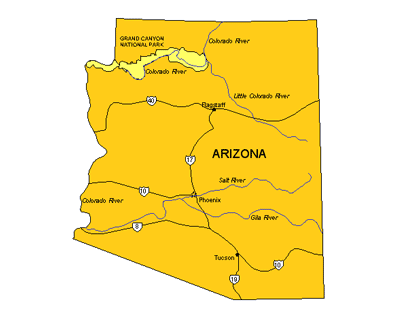 GRAND CANYON
NATIONAL PARK
Colorado River
Colorado River
Little Colorado River
40
Flagstaff
17
ARIZONA
Salt River
10
Colorado River
Phoenix
Gila River
8
Tucson
10
19